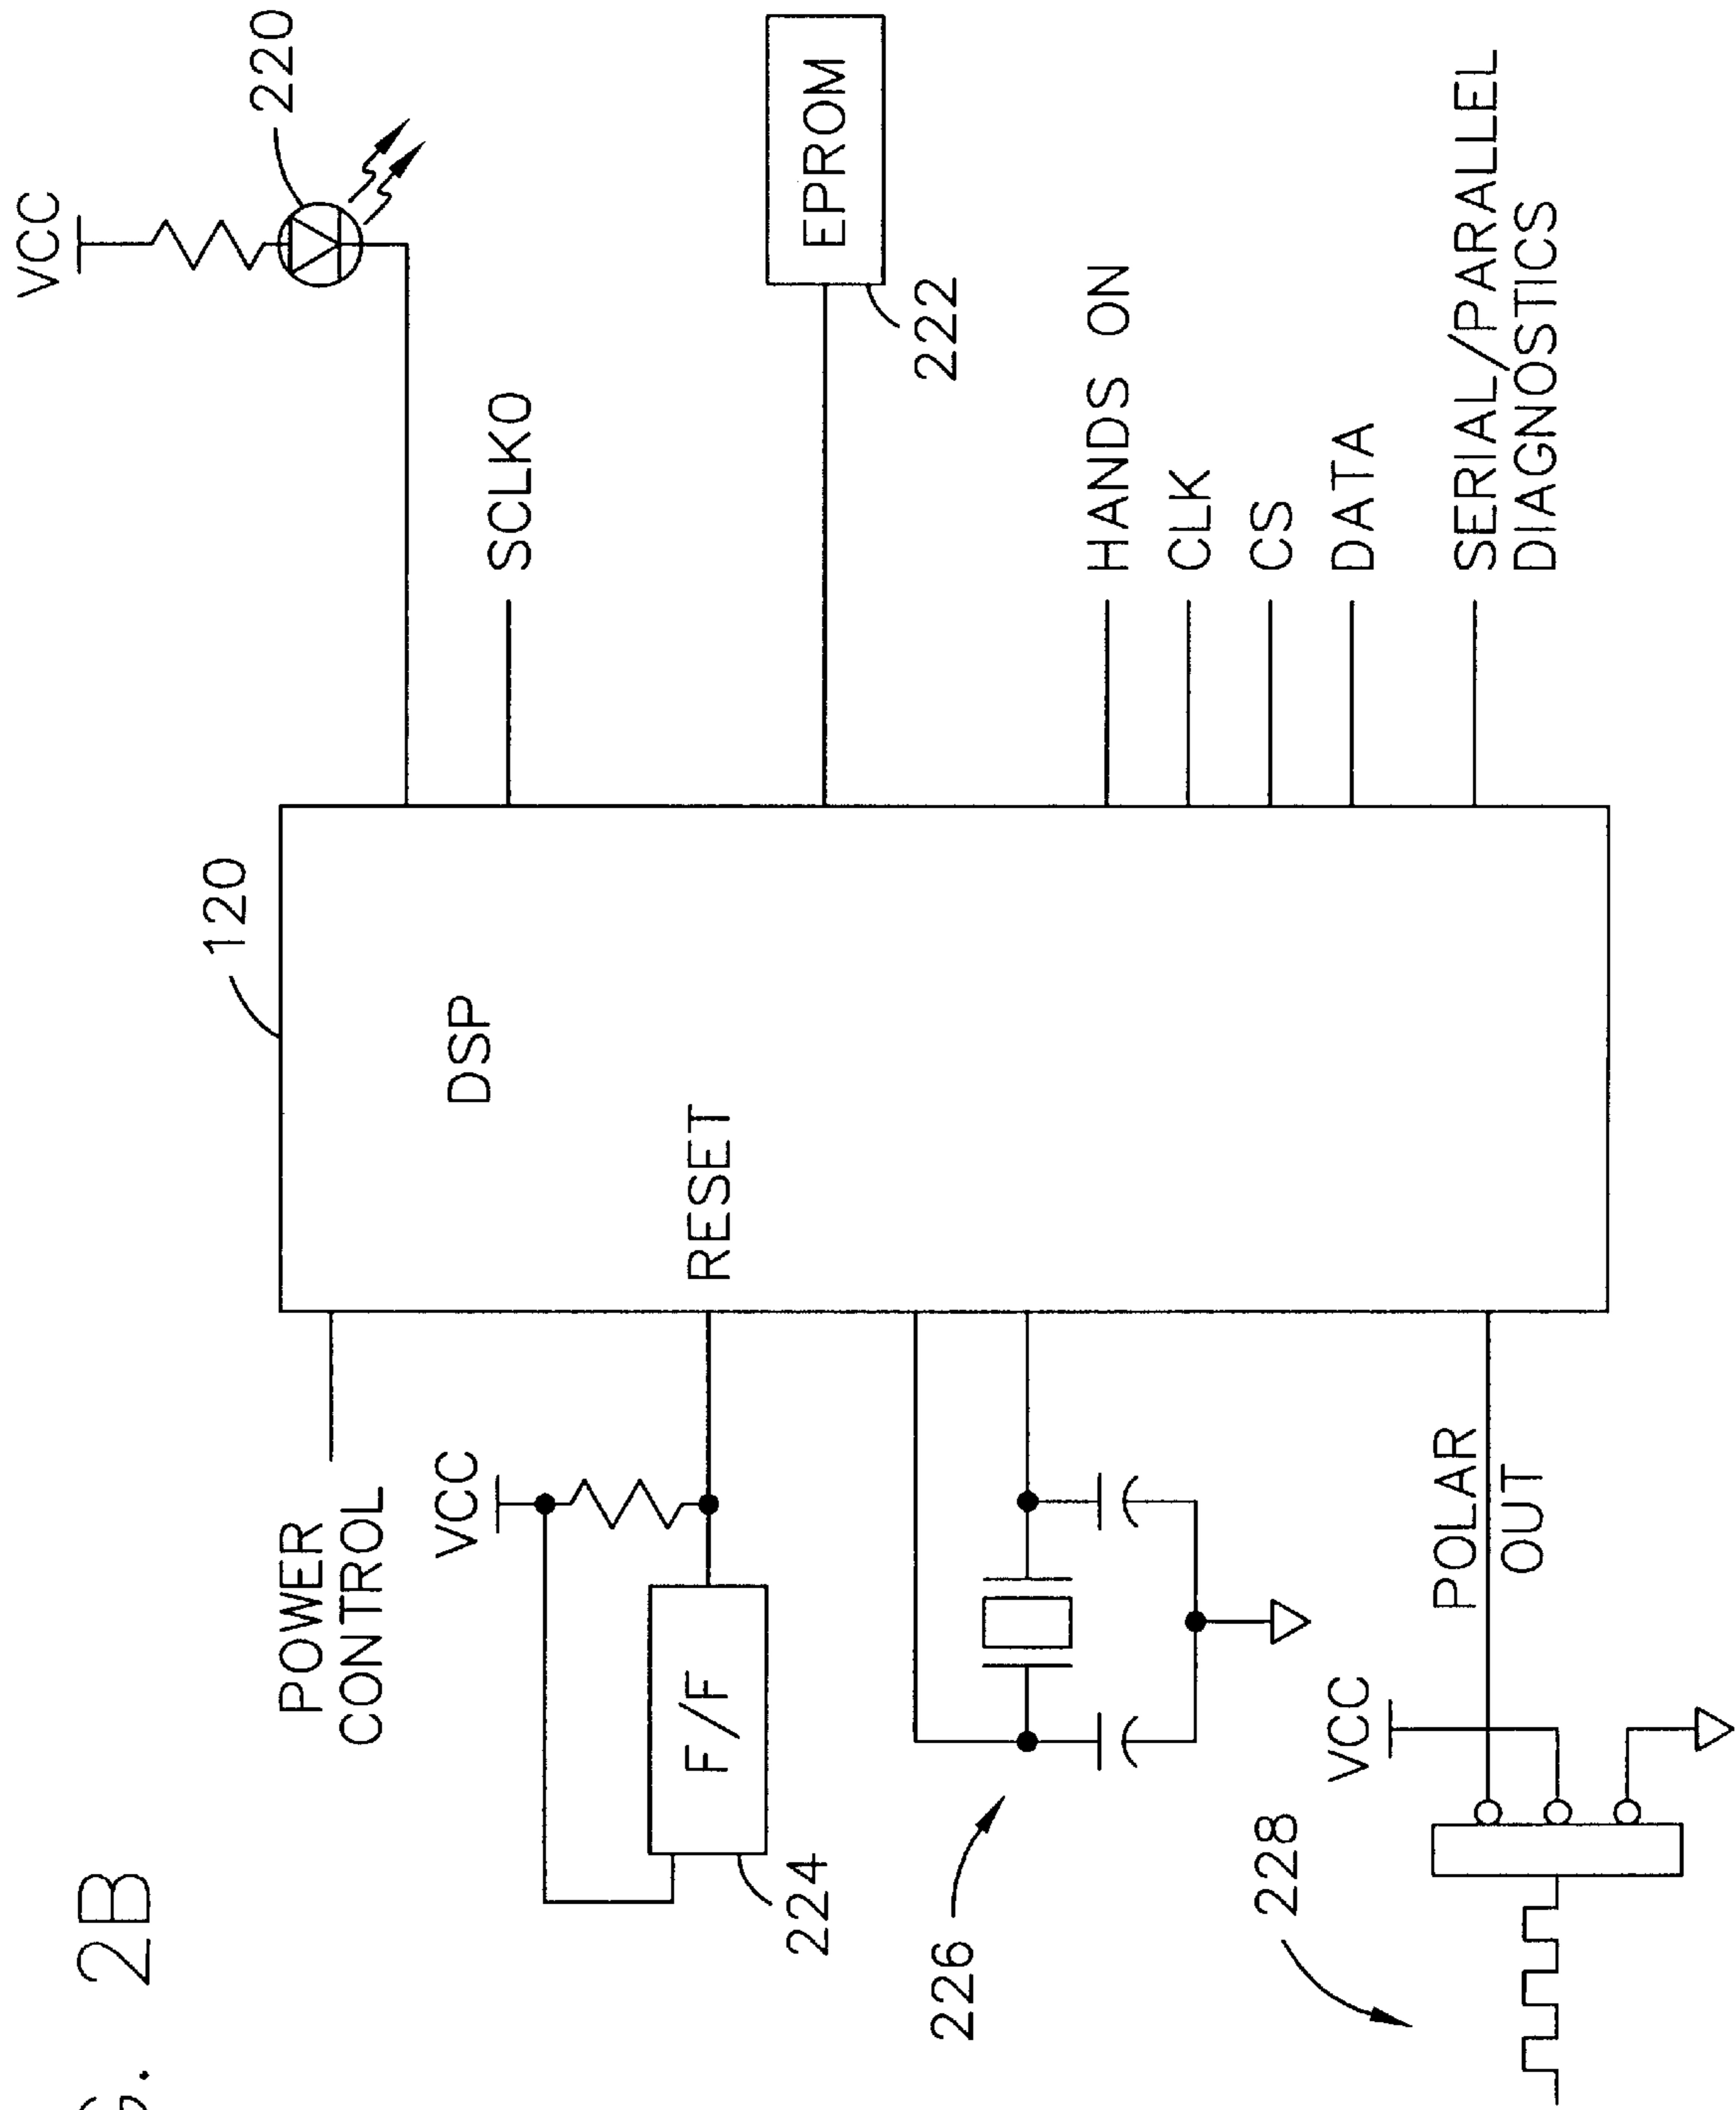 G. 2B
VCC
220
120
POWER
CONTROL
DSP
SCLK0
VCC
RESET
F/F
224
EPROM
222
226
HANDS ON
CLK
CS
DATA
228
VCC
POLAR
OUT
SERIAL/PARALLEL
DIAGNOSTICS